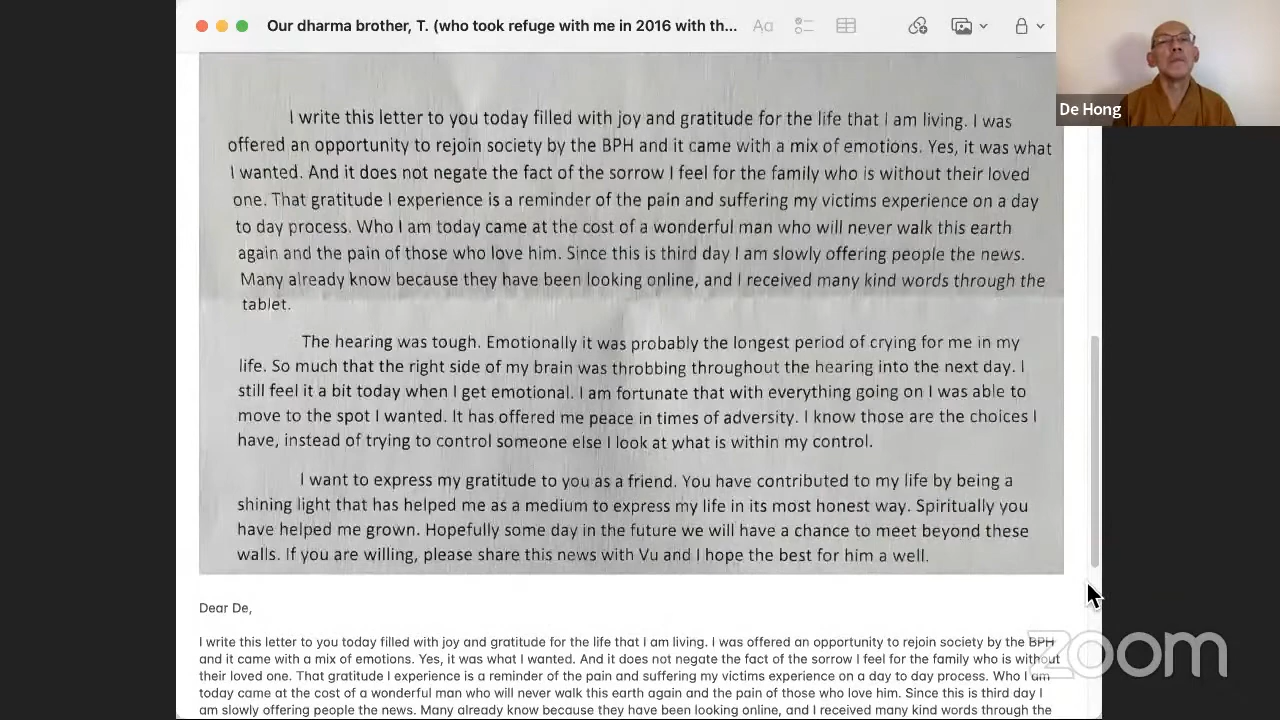 Our dharma brother, T. (who took refuge with me in 2016 with th...
Aa
De Hong
I write this letter to you today filled with joy and gratitude for the life that I am living. I was
offered an opportunity to rejoin society by the BPH and it came with a mix of emotions. Yes, it was what
I wanted. And it does not negate the fact of the sorrow I feel for the family who is without their loved
one. That gratitude I experience is a reminder of the pain and suffering my victims experience on a day
to day process. Who I am today came at the cost of a wonderful man who will never walk this earth
again and the pain of those who love him. Since this is third day I am slowly offering people the news.
Many already know because they have been looking online, and I received many kind words through the
tablet.
The hearing was tough. Emotionally it was probably the longest period of crying for me in my
life. So much that the right side of my brain was throbbing throughout the hearing into the next day. I
still feel it a bit today when I get emotional. I am fortunate that with everything going on I was able to
move to the spot I wanted. It has offered me peace in times of adversity. I know those are the choices I
have, instead of trying to control someone else I look at what is within my control.
I want to express my gratitude to you as a friend. You have contributed to my life by being a
shining light that has helped me as a medium to express my life in its most honest way. Spiritually you
have helped me grown. Hopefully some day in the future we will have a chance to meet beyond these
walls. If you are willing, please share this news with Vu and I hope the best for him a well.
Dear De,
I write this letter to you today filled with joy and gratitude for the life that I am living. I was offered an opportunity to rejoin society by the BPH
and it came with a mix of emotions. Yes, it was what I wanted. And it does not negate the fact of the sorrow I feel for the family who is without
their loved one. That gratitude I experience is a reminder of the pain and suffering my victims experience on a day to day process. Who I am
today came at the cost of a wonderful man who will never walk this earth again and the pain of those who love him. Since this is third day I
am slowly offering people the news. Many already know because they have been looking online, and I received many kind words through the
zoom